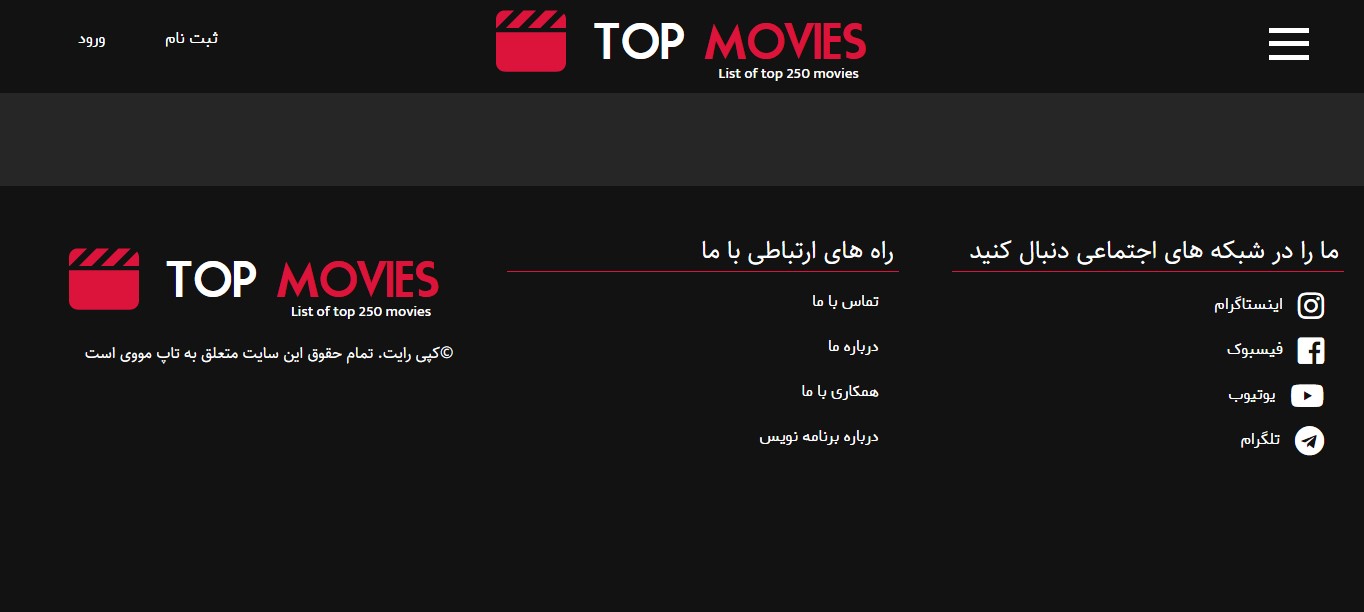 ثبت نام
ورود
TOP MOVIES
List of top 250 movies
ما را در شبکه های اجتماعی دنبال کنید
اینستاگرام
فیسبوک
یوتیوب
تلگرام
راه های ارتباطی با ما
تماس با ما
درباره ما
همکاری با ما
درباره برنامه نویس
TOP MOVIES
List of top 250 movies
©کپی رایت. تمام حقوق این سایت متعلق به تاپ مووی است